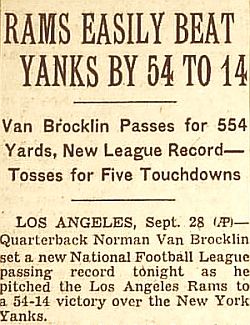 RAMS EASILY BEAT
YANKS BY 54 TO 14
Van Brocklin Passes for 554
Yards, New League Record—
Tosses for Five Touchdowns
LOS ANGELES, Sept. 28 (AP)—
Quarterback Norman Van Brocklin
set a new National Football League
passing record tonight as he
pitched the Los Angeles Rams to
a 54-14 victory over the New York
Yanks.